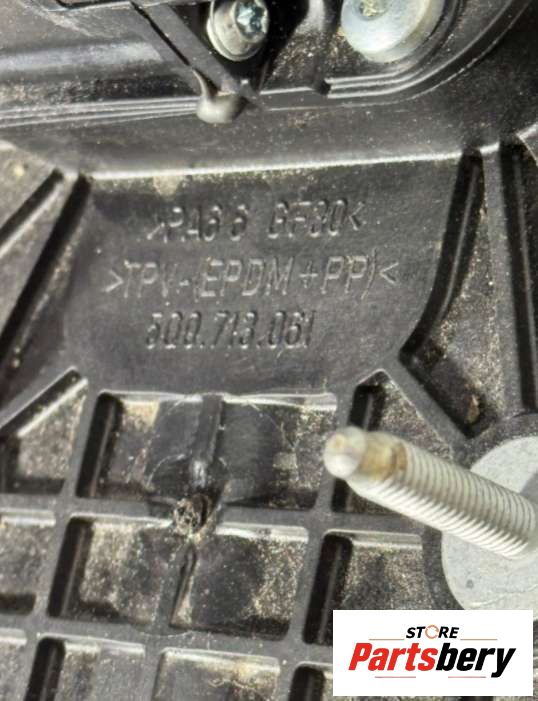 >PA6 6 GF30<
>TPV-(EPDM+PP)<
5Q0.713.061
STORE
Partsbery